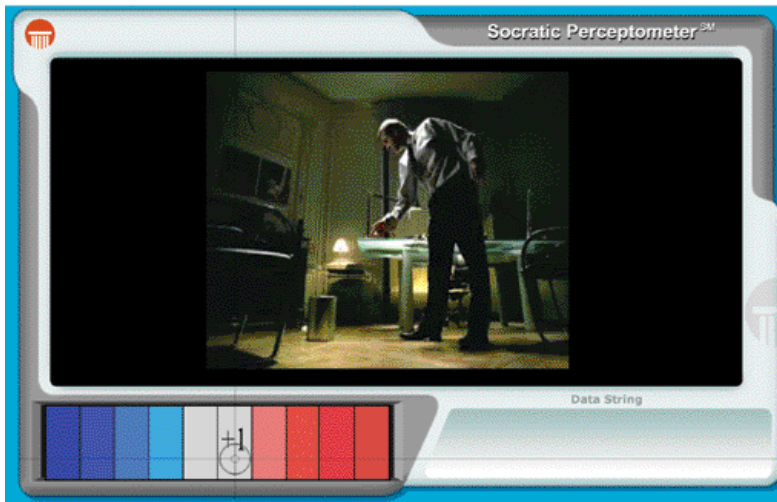 Socratic Perceptometer℠
+1
Data String